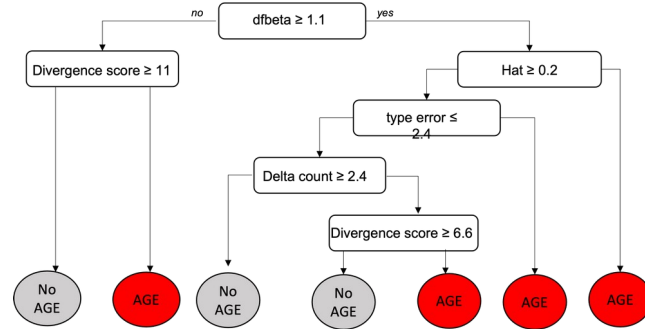 no
dfbeta ≥ 1.1
yes
Divergence score ≥ 11
Hat ≥ 0.2
type error ≤
2.4
Delta count ≥ 2.4
Divergence score ≥ 6.6
No
AGE
AGE
No
AGE
No
AGE
AGE
AGE
AGE